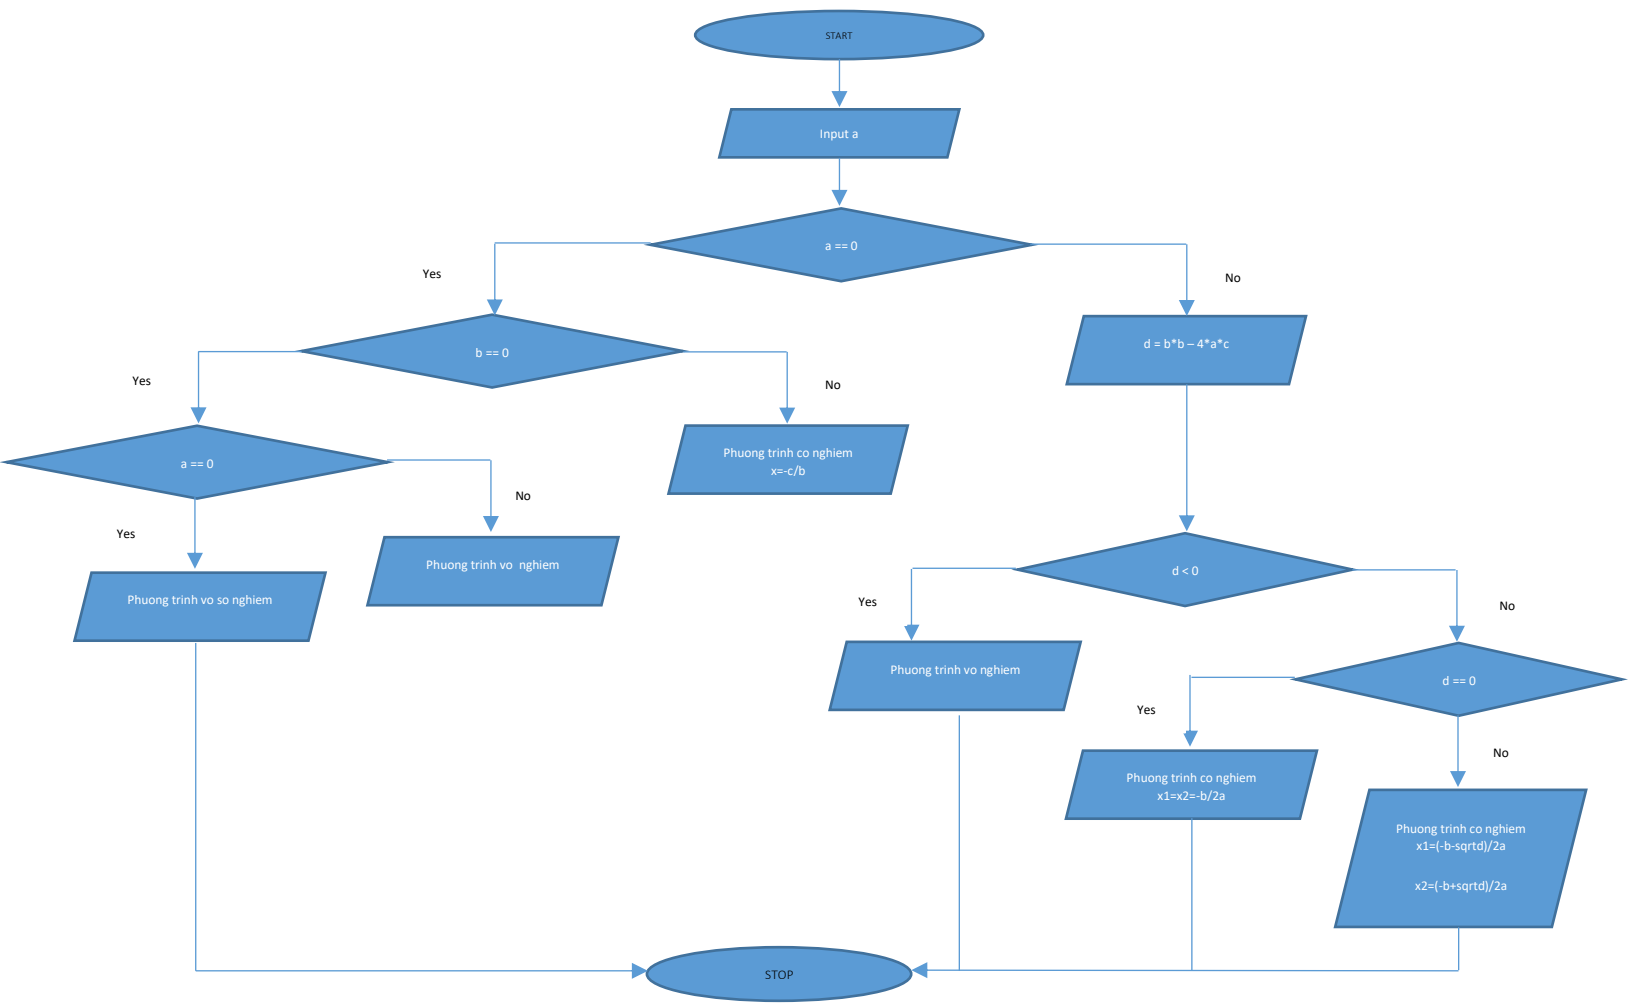 START
Input a
a == 0
Yes
No
b == 0
d = b*b – 4*a*c
Yes
No
a == 0
Phuong trinh co nghiem
x=-c/b
No
Yes
Phuong trinh vo  nghiem
d < 0
Phuong trinh vo so nghiem
Yes
No
Phuong trinh vo nghiem
d == 0
Yes
No
Phuong trinh co nghiem
x1=x2=-b/2a
Phuong trinh co nghiem
x1=(-b-sqrtd)/2a
x2=(-b+sqrtd)/2a
STOP